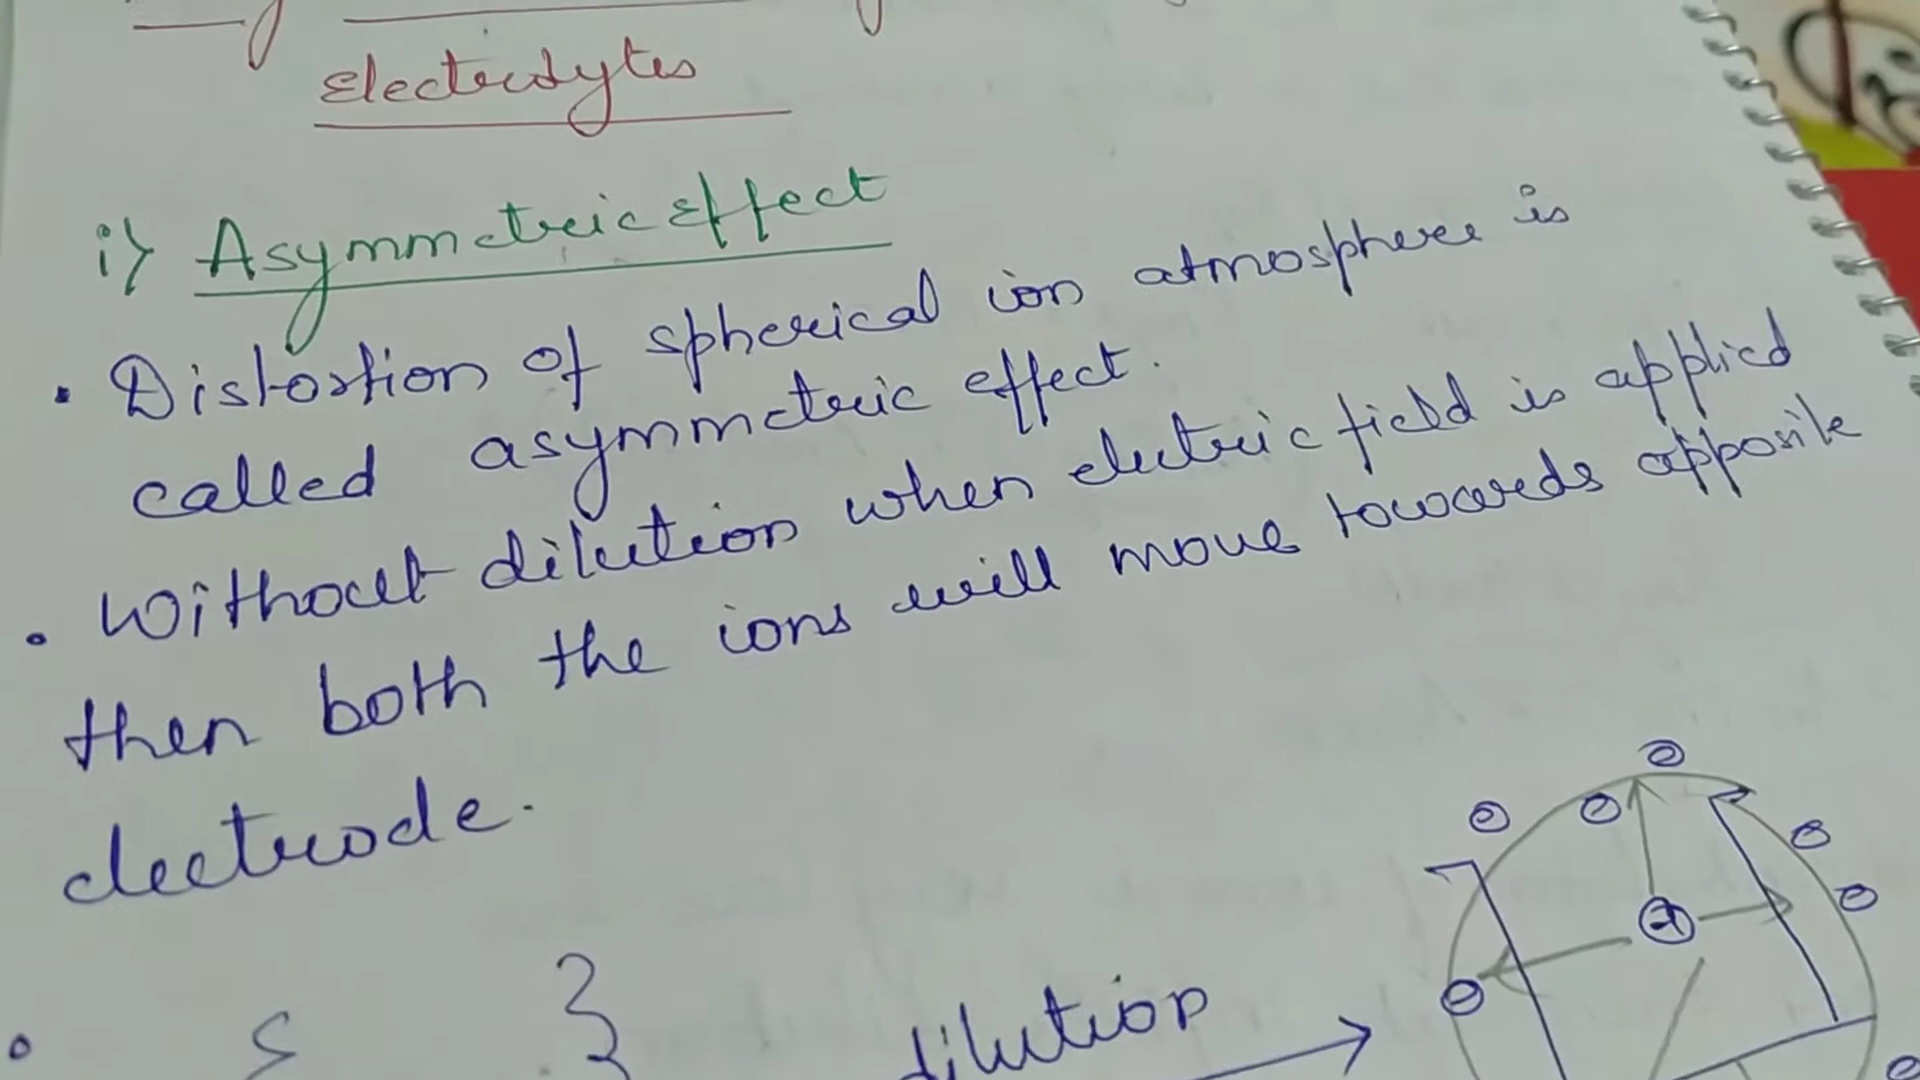 Electrolytes
i) Asymmetric Effect
• Distortion of spherical ion atmosphere is
called asymmetric effect.
• Without dilution when electric field is applied
then both the ions will move towards opposite
electrode.
dilution